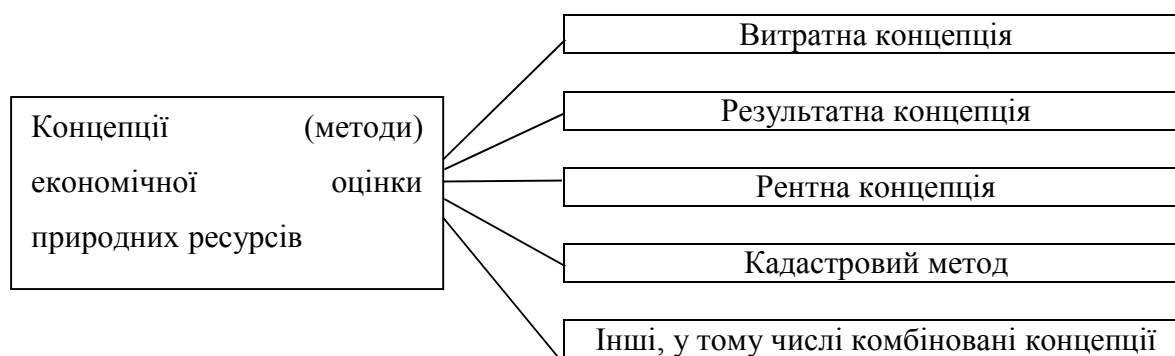 Концепції (методи)
економічної оцінки
природних ресурсів
Витратна концепція
Результатна концепція
Рентна концепція
Кадастровий метод
Інші, у тому числі комбіновані концепції